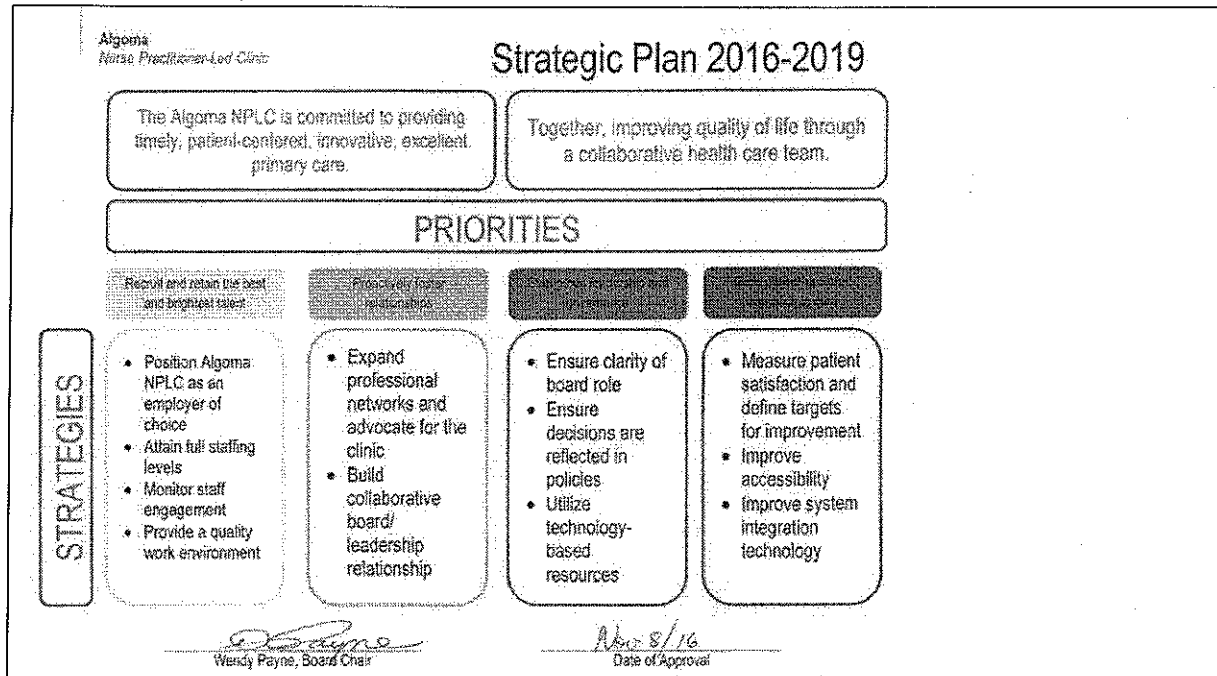 Algoma
Nurse Practitioner-Led Clinic
Strategic Plan 2016-2019
The Algoma NPLC is committed to providing
timely, patient-centered, innovative, excellent
primary care.
Together, improving quality of life through
a collaborative health care team.
PRIORITIES
Recruit and retain the best
and brightest talent
Proactively foster
relationships
STRATEGIES
• Position Algoma
NPLC as an
employer of
choice
• Attain full staffing
levels
• Monitor staff
engagement
• Provide a quality
work environment
• Expand
professional
networks and
advocate for the
clinic
• Build
collaborative
board/
leadership
relationship
• Ensure clarity of
board role
• Ensure
decisions are
reflected in
policies
• Utilize
technology-
based
resources
• Measure patient
satisfaction and
define targets
for improvement
• Improve
accessibility
• Improve system
integration
technology
Nov 8/16
Wendy Payne, Board Chair
Date of Approval